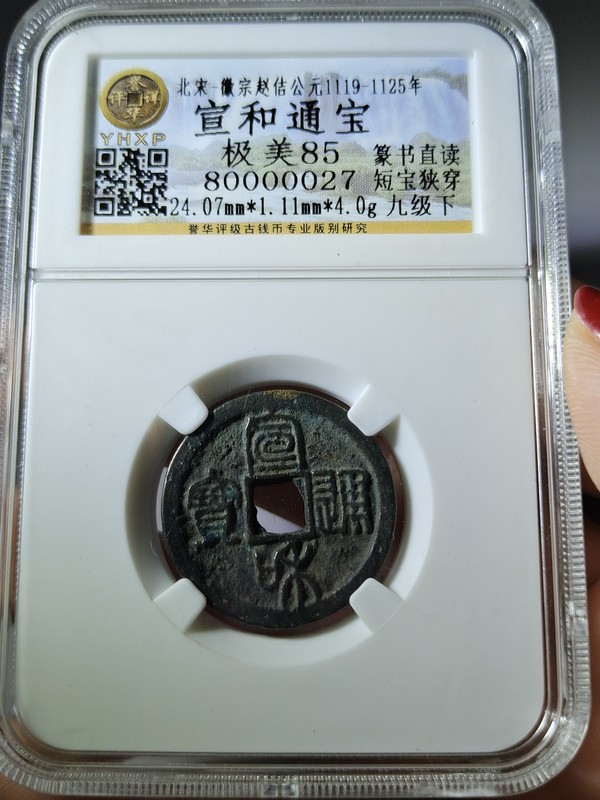 北宋-徽宗赵佶公元1119-1125年
宣和通宝
YHXP
极美85 篆书直读
80000027 短宝狭穿
24.07mm*1.11mm*4.0g 九级下
誉华评级古钱币专业版别研究
宣
寶 通
和